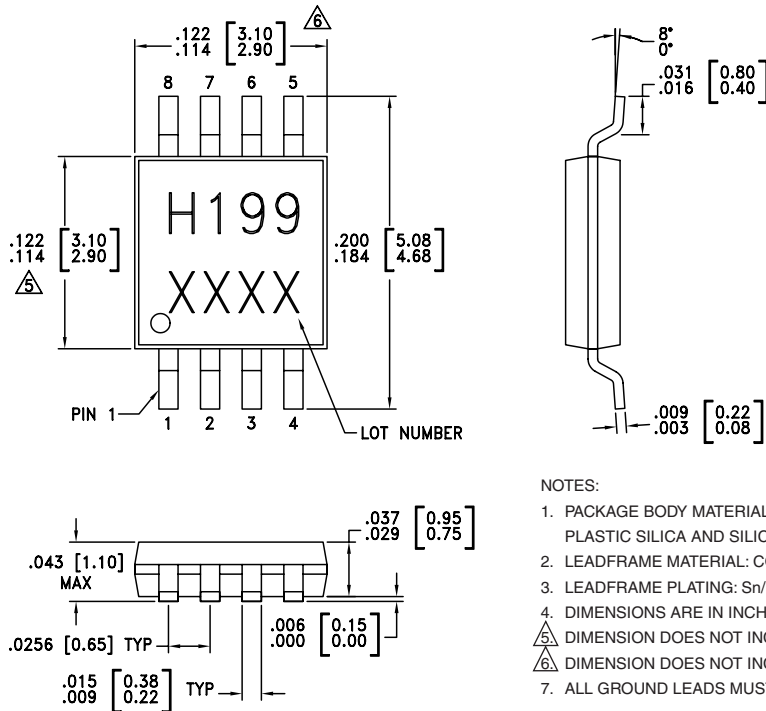 .122 [3.10]
.114 [2.90]
6
8 7 6 5
H199
XXXX
.122 [3.10]
.114 [2.90]
5
.200 [5.08]
.184 [4.68]
PIN 1
1 2 3 4
LOT NUMBER
8°
0°
.031 [0.80]
.016 [0.40]
.009 [0.22]
.003 [0.08]
.043 [1.10]
MAX
.037 [0.95]
.029 [0.75]
.0256 [0.65] TYP
.006 [0.15]
.000 [0.00]
.015 [0.38]
.009 [0.22] TYP
NOTES:
1. PACKAGE BODY MATERIAL
PLASTIC SILICA AND SILIC
2. LEADFRAME MATERIAL: C
3. LEADFRAME PLATING: Sn/
4. DIMENSIONS ARE IN INCH
5. DIMENSION DOES NOT INC
6. DIMENSION DOES NOT INC
7. ALL GROUND LEADS MUS